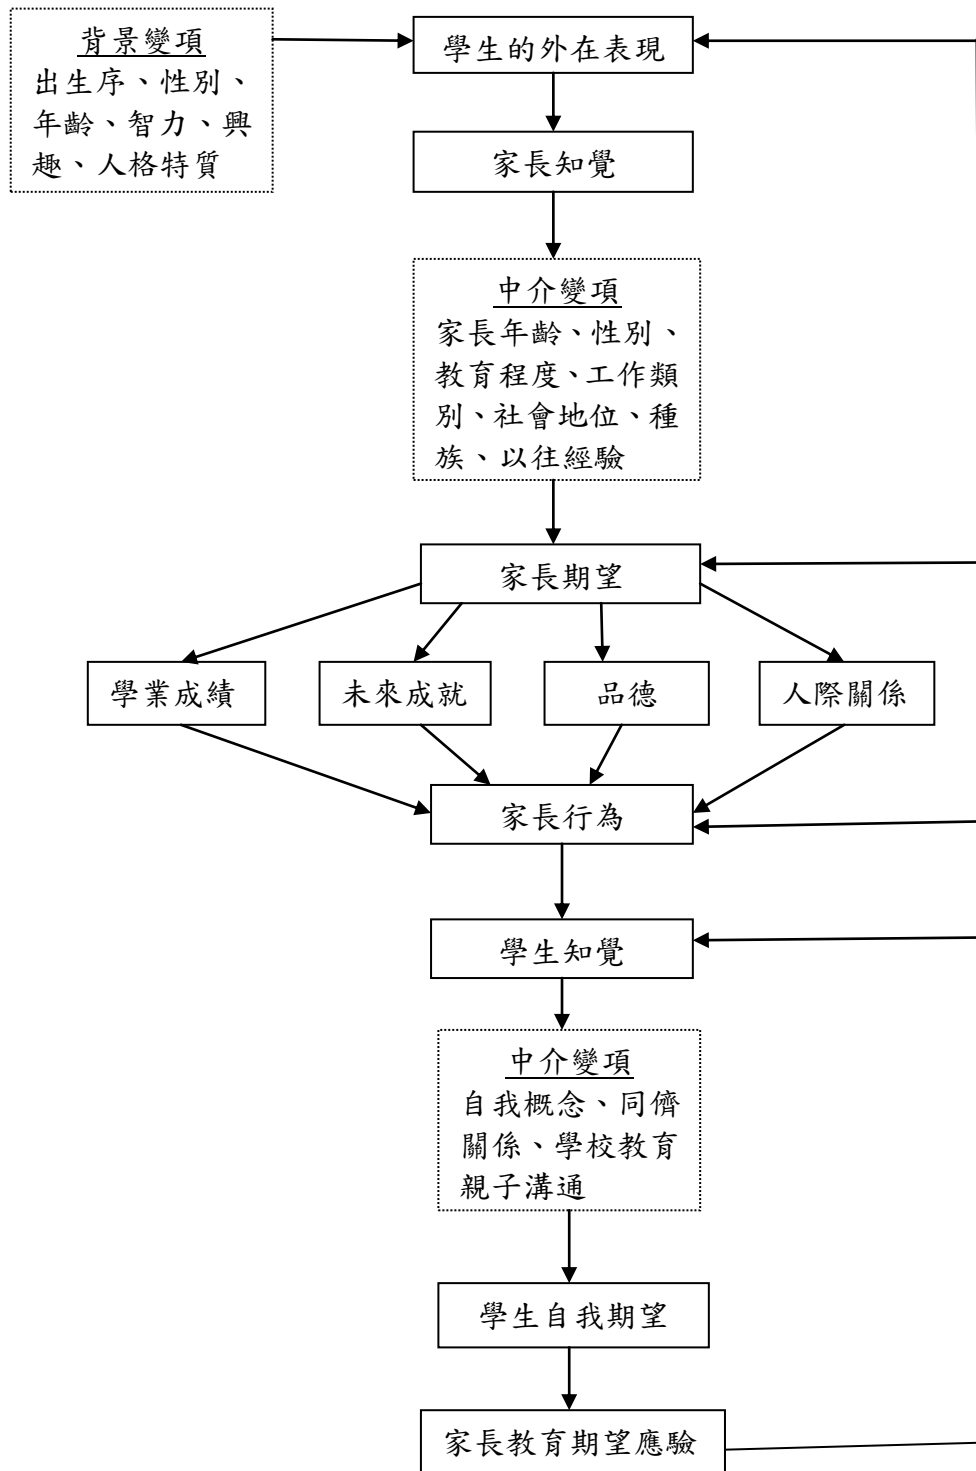 背景變項
出生序、性別、
年齡、智力、興
趣、人格特質
學生的外在表現
家長知覺
中介變項
家長年齡、性別、
教育程度、工作類
別、社會地位、種
族、以往經驗
家長期望
學業成績
未來成就
品德
人際關係
家長行為
學生知覺
中介變項
自我概念、同儕
關係、學校教育
親子溝通
學生自我期望
家長教育期望應驗